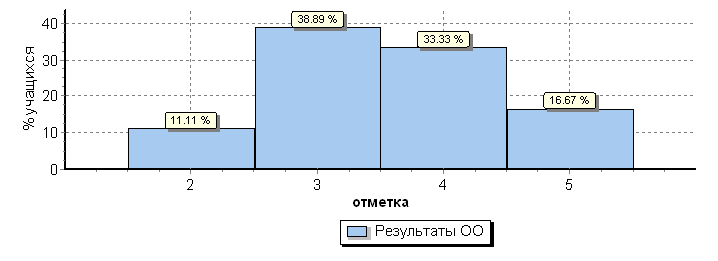 38.89 %
40
33.33 %
30
% учащихся
20
16.67 %
11.11 %
10
0
2 3 4 5
отметка
Результаты ОО